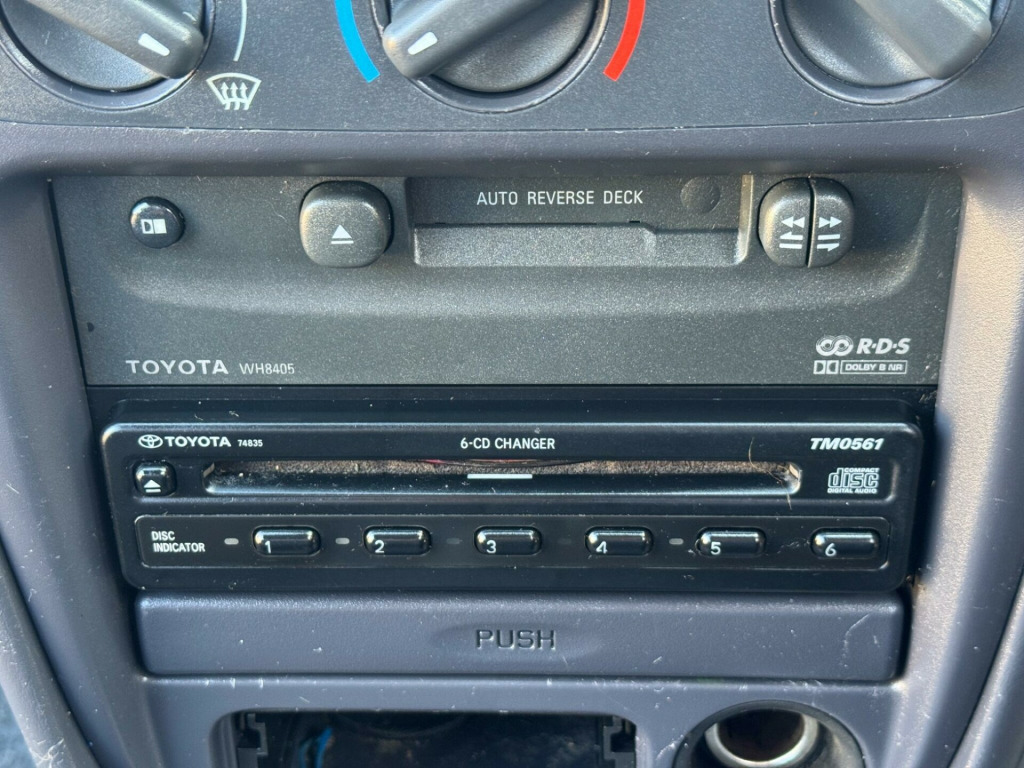 AUTO REVERSE DECK
TOYOTA WH8405
R·D·S
DOLBY B NR
TOYOTA 74835
6-CD CHANGER
TM0561
COMPACT
disc
DIGITAL AUDIO
DISC
INDICATOR
1 2 3 4 5 6
PUSH